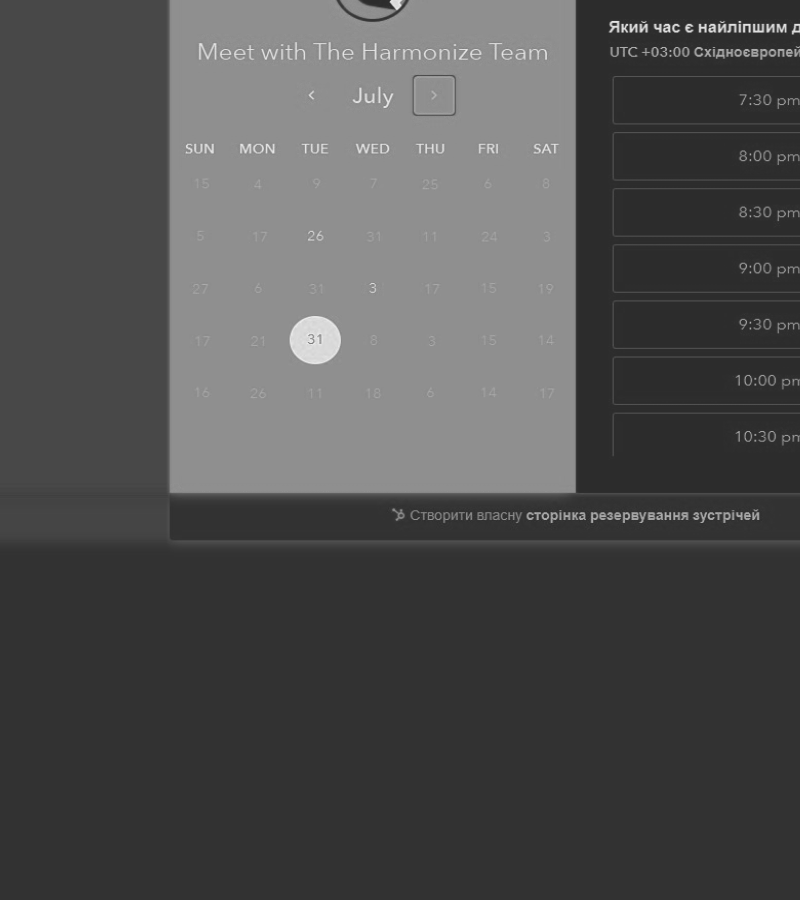 Meet with The Harmonize Team
July
SUN MON TUE WED THU FRI SAT
15 4 9 7 25 6 8
5 17 26 31 11 24 3
27 6 31 3 17 15 19
17 21 31 8 3 15 14
16 26 11 18 6 14 17
Який час є найліпшим
UTC +03:00
7:30 pm
8:00 pm
8:30 pm
9:00 pm
9:30 pm
10:00 pm
10:30 pm
Створити власну сторінка резервування зустрічей